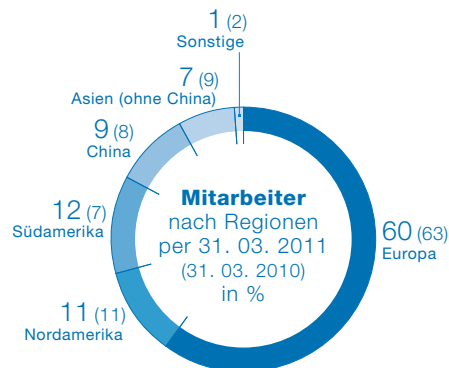 1 (2)
Sonstige
7 (9)
Asien (ohne China)
9 (8)
China
12 (7)
Südamerika
11 (11)
Nordamerika
60 (63)
Europa
Mitarbeiter
nach Regionen
per 31. 03. 2011
(31. 03. 2010)
in %